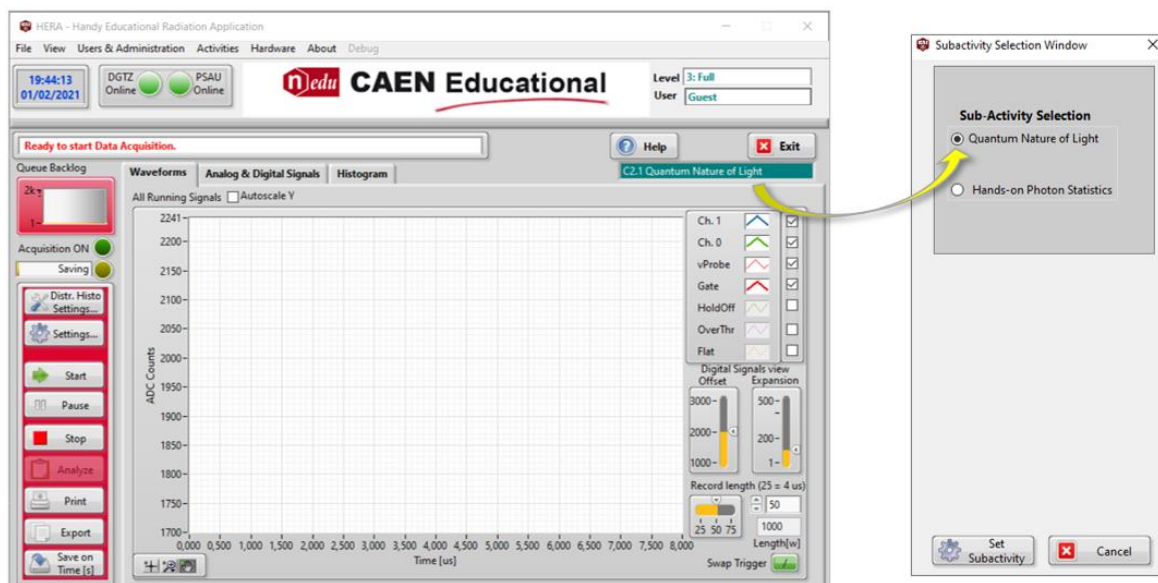 HERA - Handy Educational Radiation Application
File View Users & Administration Activities Hardware About Debug
19:44:13
01/02/2021
DGTZ
Online
PSAU
Online
n edu CAEN Educational
Level 3: Full
User Guest
Ready to start Data Acquisition.
Help
Exit
Queue Backlog
2k
1
Acquisition ON
Saving
Distr. Histo
Settings...
Settings...
Start
Pause
Stop
Analyze
Print
Export
Save on
Time [s]
Waveforms Analog & Digital Signals Histogram
C2.1 Quantum Nature of Light
All Running Signals Autoscale Y
ADC Counts
2241
2200
2150
2100
2050
2000
1950
1900
1850
1800
1750
1700
0,000 0,500 1,000 1,500 2,000 2,500 3,000 3,500 4,000 4,500 5,000 5,500 6,000 6,500 7,000 7,500 8,000
Time [us]
Ch. 1
Ch. 0
vProbe
Gate
HoldOff
OverThr
Flat
Digital Signals view
Offset Expansion
3000
2000
1000
500
200
1
Record length (25 = 4 us)
25 50 75
50
1000
Length[w]
Swap Trigger
Subactivity Selection Window
Sub-Activity Selection
Quantum Nature of Light
Hands-on Photon Statistics
Set
Subactivity
Cancel